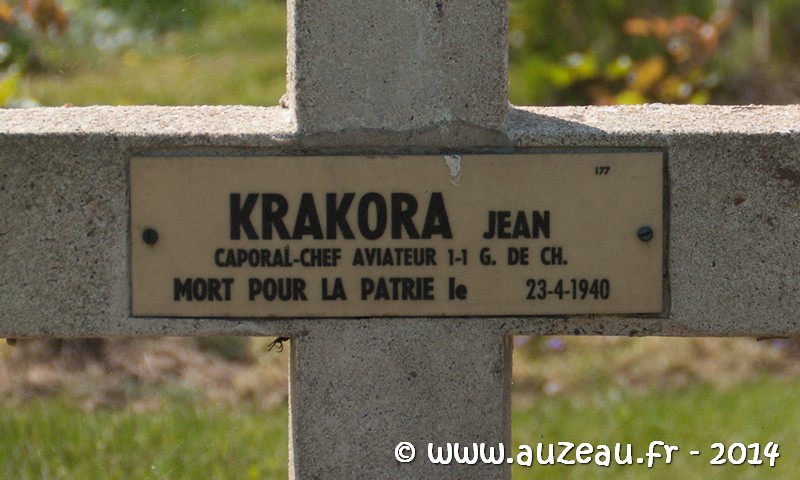 177
KRAKORA JEAN
CAPORAL-CHEF AVIATEUR 1-1 G. DE CH.
MORT POUR LA PATRIE le 23-4-1940
© www.auzeau.fr - 2014